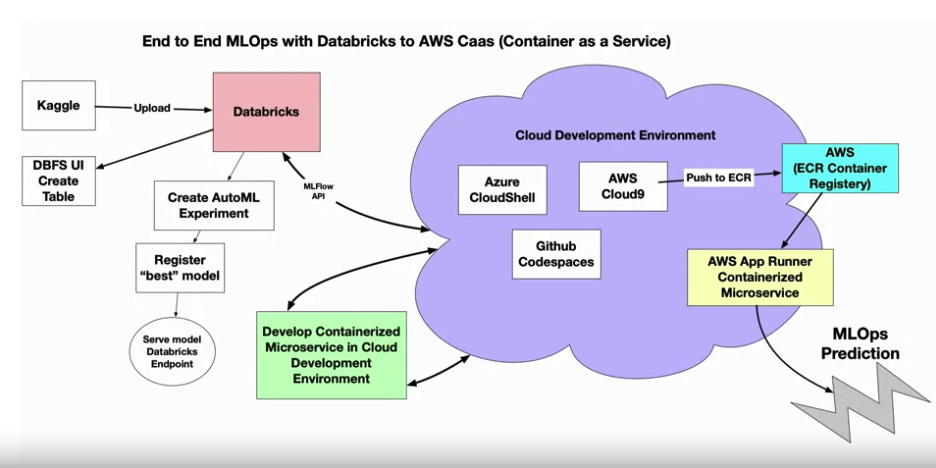 End to End MLOps with Databricks to AWS Caas (Container as a Service)
Kaggle
Upload
Databricks
DBFS UI
Create
Table
Create AutoML
Experiment
Register
“best” model
Serve model
Databricks
Endpoint
MLFlow
API
Develop Containerized
Microservice in Cloud
Development
Environment
Cloud Development Environment
Azure
CloudShell
AWS
Cloud9
Push to ECR
Github
Codespaces
AWS
(ECR Container
Registery)
AWS App Runner
Containerized
Microservice
MLOps
Prediction